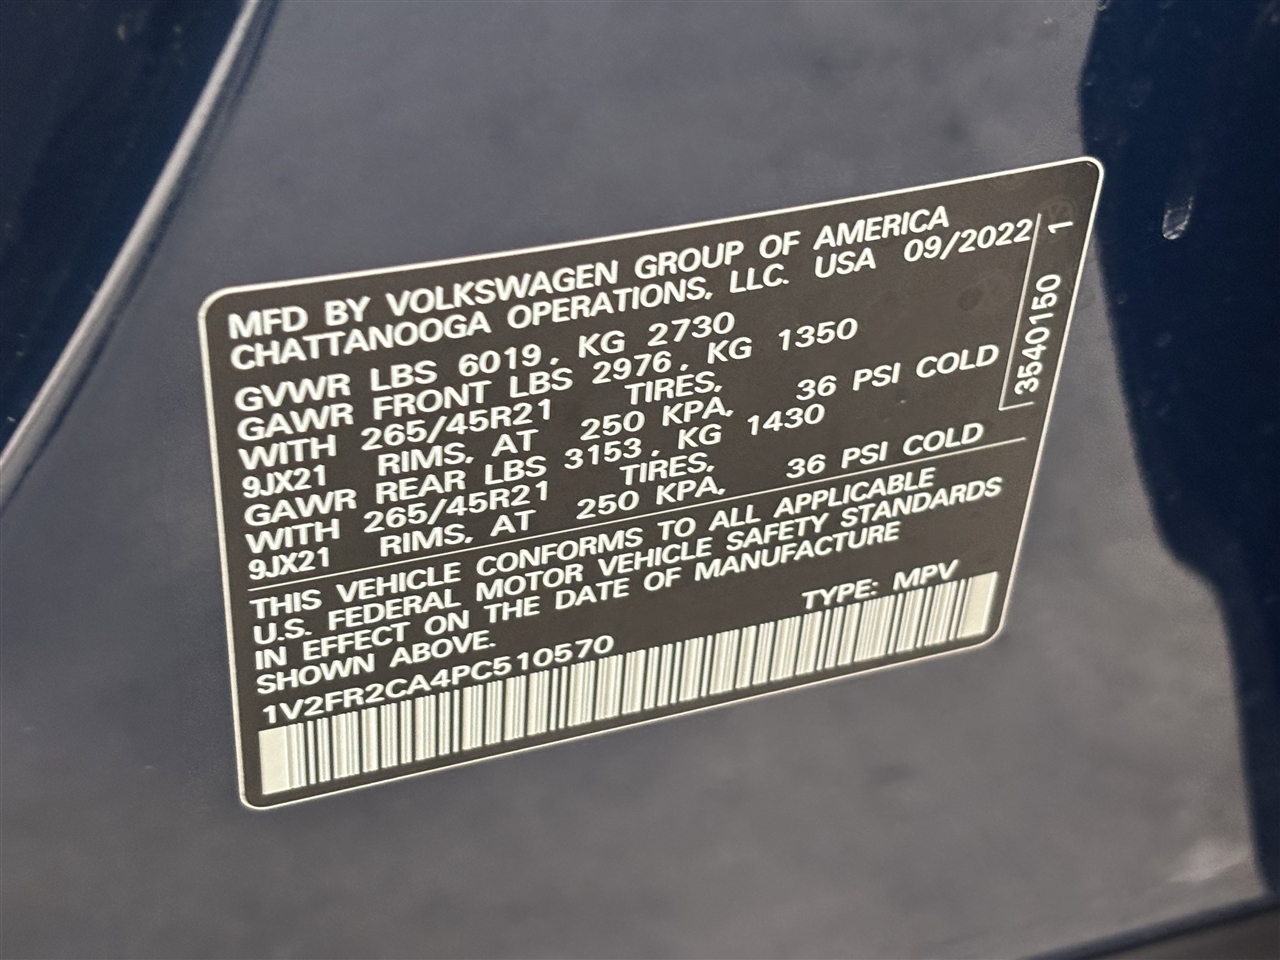 MFD BY VOLKSWAGEN GROUP OF AMERICA
CHATTANOOGA OPERATIONS, LLC. USA 09/2022
GVWR LBS 6019, KG 2730
GAWR FRONT LBS 2976, KG 1350
WITH 265/45R21 TIRES,
9JX21 RIMS, AT 250 KPA, 36 PSI COLD
GAWR REAR LBS 3153, KG 1430
WITH 265/45R21 TIRES,
9JX21 RIMS, AT 250 KPA, 36 PSI COLD
THIS VEHICLE CONFORMS TO ALL APPLICABLE
U.S. FEDERAL MOTOR VEHICLE SAFETY STANDARDS
IN EFFECT ON THE DATE OF MANUFACTURE
SHOWN ABOVE.
TYPE: MPV
1V2FR2CA4PC510570
3540150 1